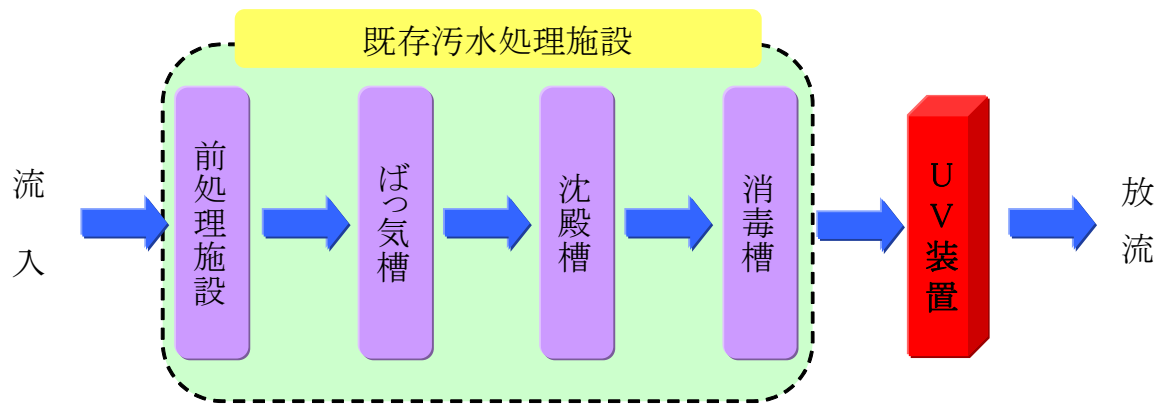 既存汚水処理施設
流入
前処理施設
ばっ気槽
沈殿槽
消毒槽
UV装置
放流